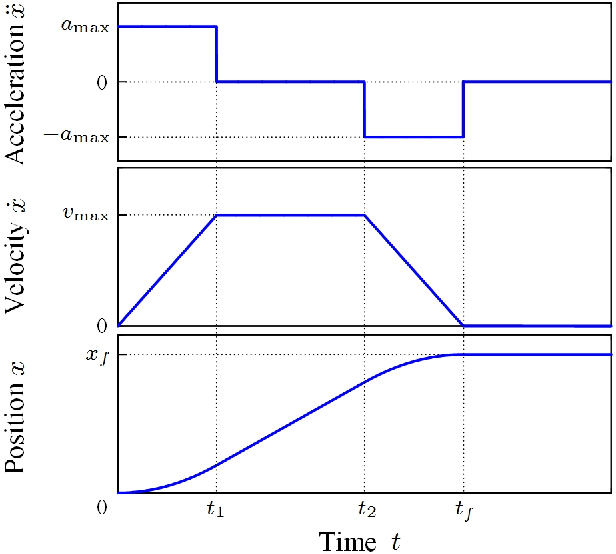 Acceleration ẍ
a_max
0
−a_max
Velocity ẋ
v_max
0
Position x
x_f
0
t_1 t_2 t_f
Time t